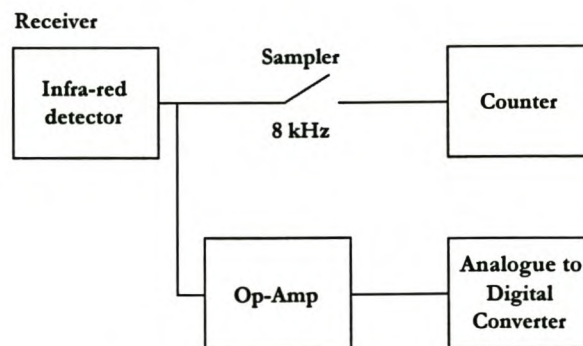 Receiver
Infra-red
detector
Sampler
8 kHz
Counter
Op-Amp
Analogue to
Digital
Converter